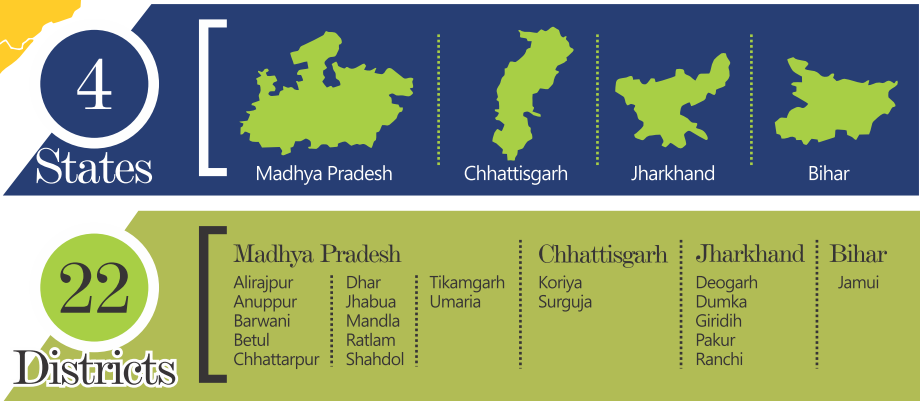 4
States
Madhya Pradesh
Chhattisgarh
Jharkhand
Bihar
22
Districts
Madhya Pradesh
Alirajpur
Anuppur
Barwani
Betul
Chhattarpur
Dhar
Jhabua
Mandla
Ratlam
Shahdol
Tikamgarh
Umaria
Chhattisgarh
Koriya
Surguja
Jharkhand
Deogarh
Dumka
Giridih
Pakur
Ranchi
Bihar
Jamui